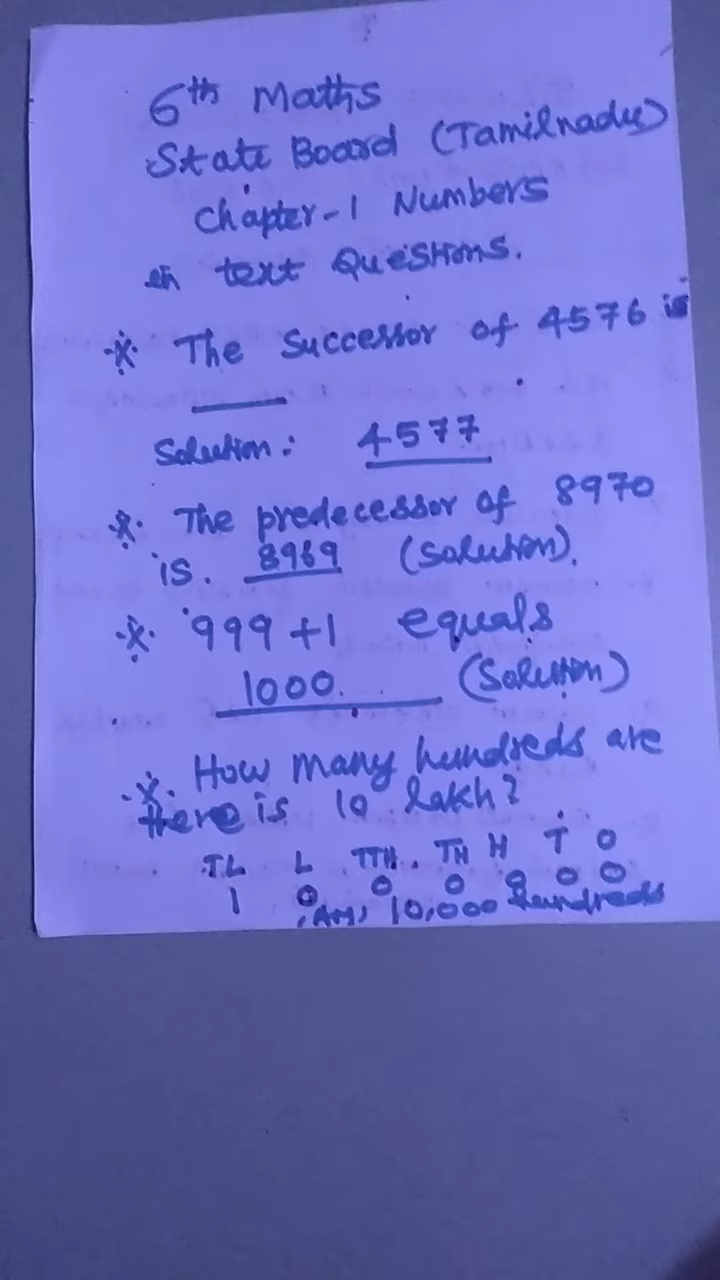 6th Maths
State Board (Tamilnadu)
Chapter-1 Numbers
in text Questions.
The Successor of 4576 is
Solution: 4577
The predecessor of 8970
is. 8969 (Solution).
999 +1 equals
1000. (Solution)
How many hundreds are
there is 10 lakh?
T.L L TTH. TH H T O
1 0 0 0 0 0 0
Ans, 10,000 hundreds